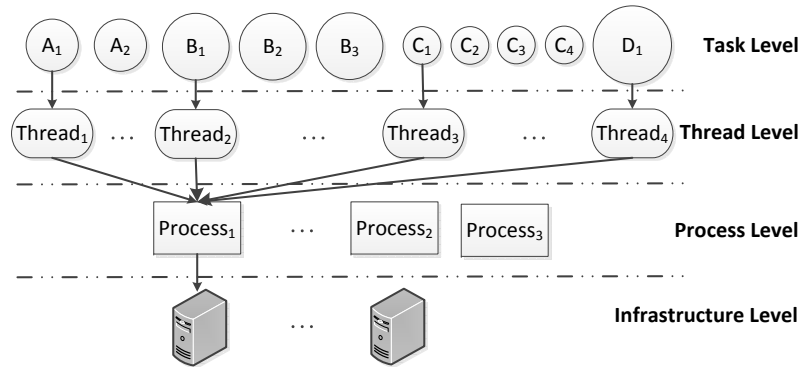 A₁ A₂ B₁ B₂ B₃ C₁ C₂ C₃ C₄ D₁ Task Level
Thread₁ ... Thread₂ ... Thread₃ ... Thread₄ Thread Level
Process₁ ... Process₂ Process₃ Process Level
... Infrastructure Level